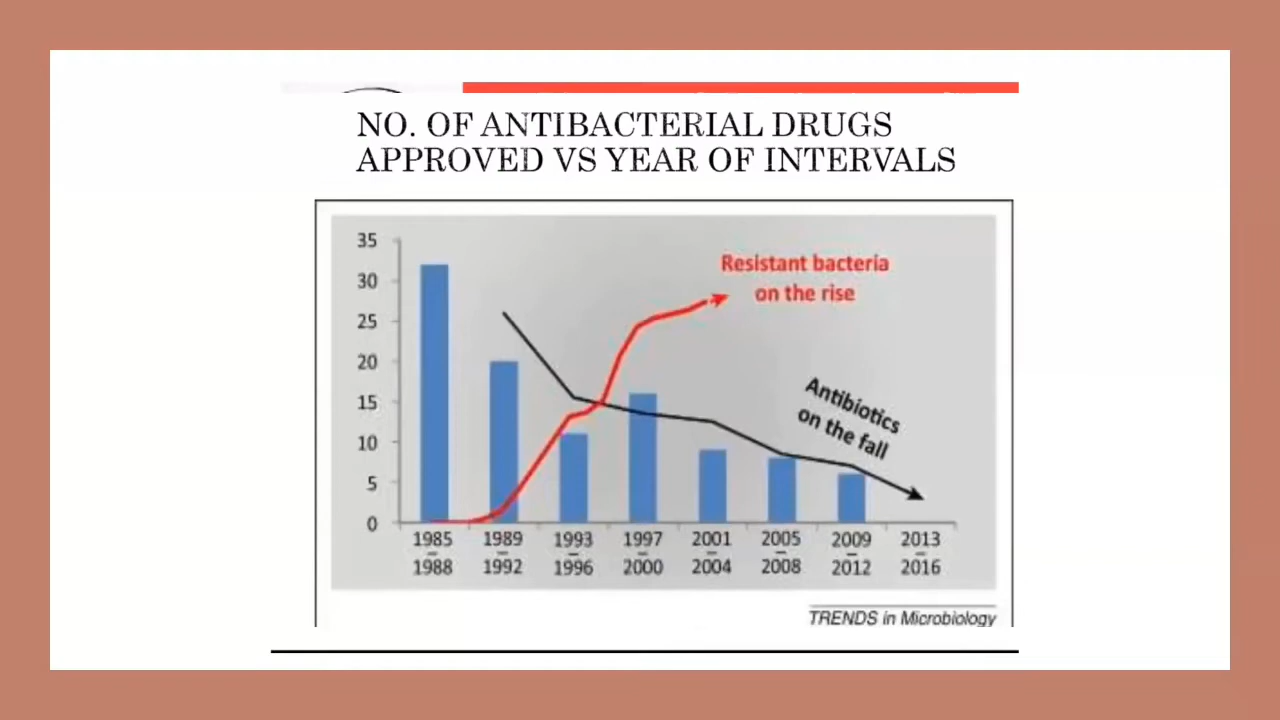 NO. OF ANTIBACTERIAL DRUGS
APPROVED VS YEAR OF INTERVALS
35
30
25
20
15
10
5
0
Resistant bacteria
on the rise
Antibiotics
on the fall
1985 1989 1993 1997 2001 2005 2009 2013
– – – – – – – –
1988 1992 1996 2000 2004 2008 2012 2016
TRENDS in Microbiology